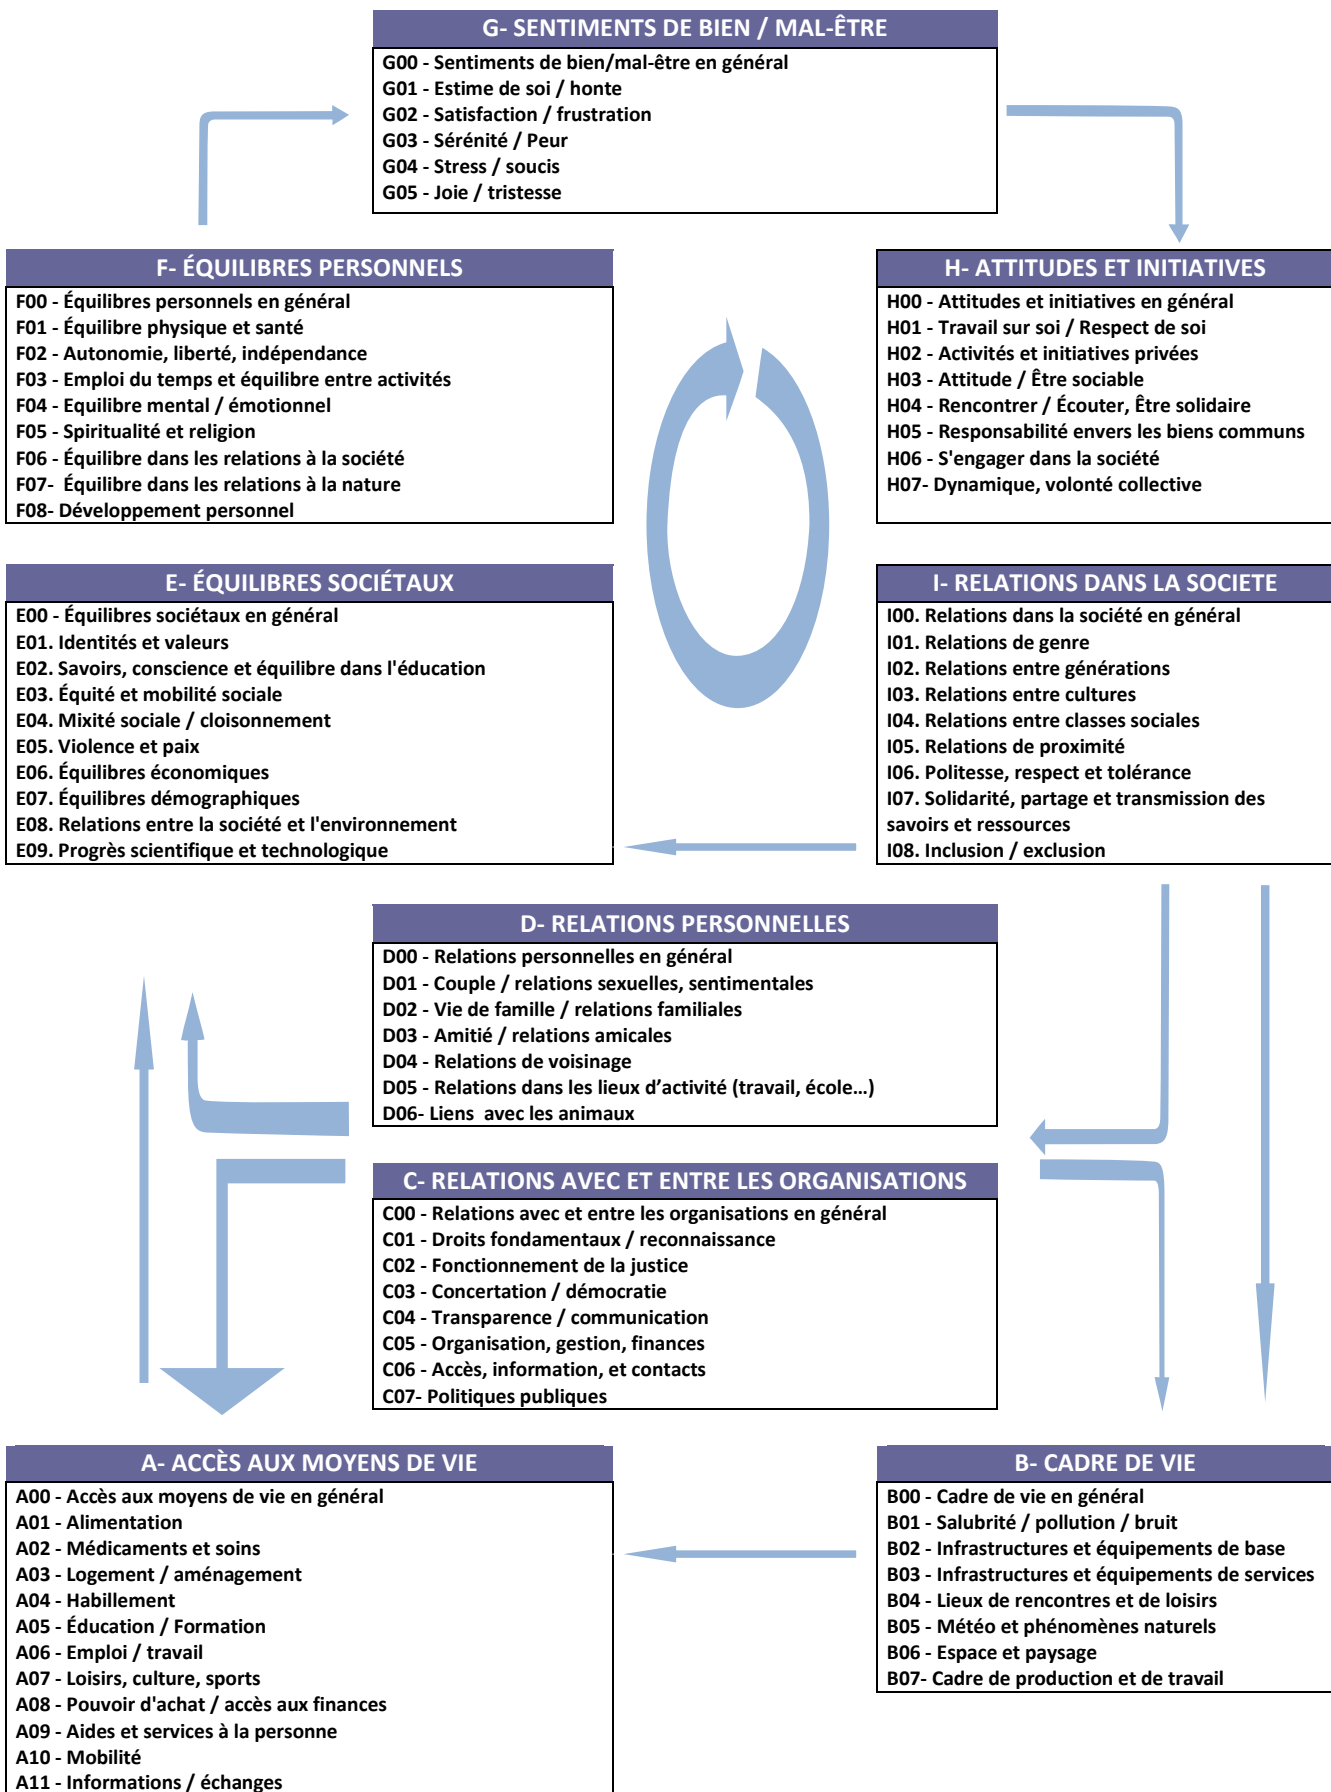 G- SENTIMENTS DE BIEN / MAL-ÊTRE
G00 - Sentiments de bien/mal-être en général
G01 - Estime de soi / honte
G02 - Satisfaction / frustration
G03 - Sérénité / Peur
G04 - Stress / soucis
G05 - Joie / tristesse
F- ÉQUILIBRES PERSONNELS
F00 - Équilibres personnels en général
F01 - Équilibre physique et santé
F02 - Autonomie, liberté, indépendance
F03 - Emploi du temps et équilibre entre activités
F04 - Equilibre mental / émotionnel
F05 - Spiritualité et religion
F06 - Équilibre dans les relations à la société
F07-  Équilibre dans les relations à la nature
F08- Développement personnel
H- ATTITUDES ET INITIATIVES
H00 - Attitudes et initiatives en général
H01 - Travail sur soi / Respect de soi
H02 - Activités et initiatives privées
H03 - Attitude / Être sociable
H04 - Rencontrer / Écouter, Être solidaire
H05 - Responsabilité envers les biens communs
H06 - S'engager dans la société
H07- Dynamique, volonté collective
E- ÉQUILIBRES SOCIÉTAUX
E00 - Équilibres sociétaux en général
E01. Identités et valeurs
E02. Savoirs, conscience et équilibre dans l'éducation
E03. Équité et mobilité sociale
E04. Mixité sociale / cloisonnement
E05. Violence et paix
E06. Équilibres économiques
E07. Équilibres démographiques
E08. Relations entre la société et l'environnement
E09. Progrès scientifique et technologique
I- RELATIONS DANS LA SOCIETE
I00. Relations dans la société en général
I01. Relations de genre
I02. Relations entre générations
I03. Relations entre cultures
I04. Relations entre classes sociales
I05. Relations de proximité
I06. Politesse, respect et tolérance
I07. Solidarité, partage et transmission des
savoirs et ressources
I08. Inclusion / exclusion
D- RELATIONS PERSONNELLES
D00 - Relations personnelles en général
D01 - Couple / relations sexuelles, sentimentales
D02 - Vie de famille / relations familiales
D03 - Amitié / relations amicales
D04 - Relations de voisinage
D05 - Relations dans les lieux d’activité (travail, école…)
D06- Liens  avec les animaux
C- RELATIONS AVEC ET ENTRE LES ORGANISATIONS
C00 - Relations avec et entre les organisations en général
C01 - Droits fondamentaux / reconnaissance
C02 - Fonctionnement de la justice
C03 - Concertation / démocratie
C04 - Transparence / communication
C05 - Organisation, gestion, finances
C06 - Accès, information, et contacts
C07- Politiques publiques
A- ACCÈS AUX MOYENS DE VIE
A00 - Accès aux moyens de vie en général
A01 - Alimentation
A02 - Médicaments et soins
A03 - Logement / aménagement
A04 - Habillement
A05 - Éducation / Formation
A06 - Emploi / travail
A07 - Loisirs, culture, sports
A08 - Pouvoir d'achat / accès aux finances
A09 - Aides et services à la personne
A10 - Mobilité
A11 - Informations / échanges
B- CADRE DE VIE
B00 - Cadre de vie en général
B01 - Salubrité / pollution / bruit
B02 - Infrastructures et équipements de base
B03 - Infrastructures et équipements de services
B04 - Lieux de rencontres et de loisirs
B05 - Météo et phénomènes naturels
B06 - Espace et paysage
B07- Cadre de production et de travail